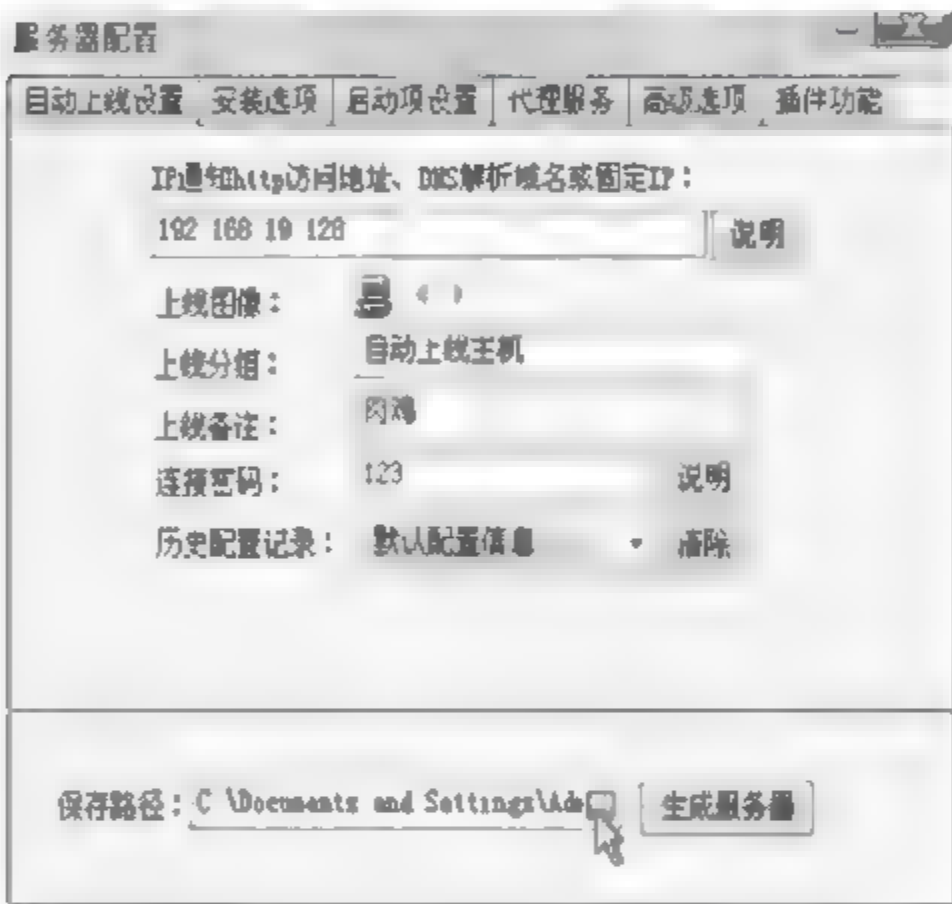 服务器配置
自动上线设置 安装选项 启动项设置 代理服务 高级选项 插件功能
IP通知http访问地址、DNS解析域名或固定IP：
192 168 19 128 说明
上线图像：
上线分组： 自动上线主机
上线备注：
连接密码： 123 说明
历史配置记录： 默认配置信息 清除
保存路径： C \Documents and Settings\Adm 生成服务器